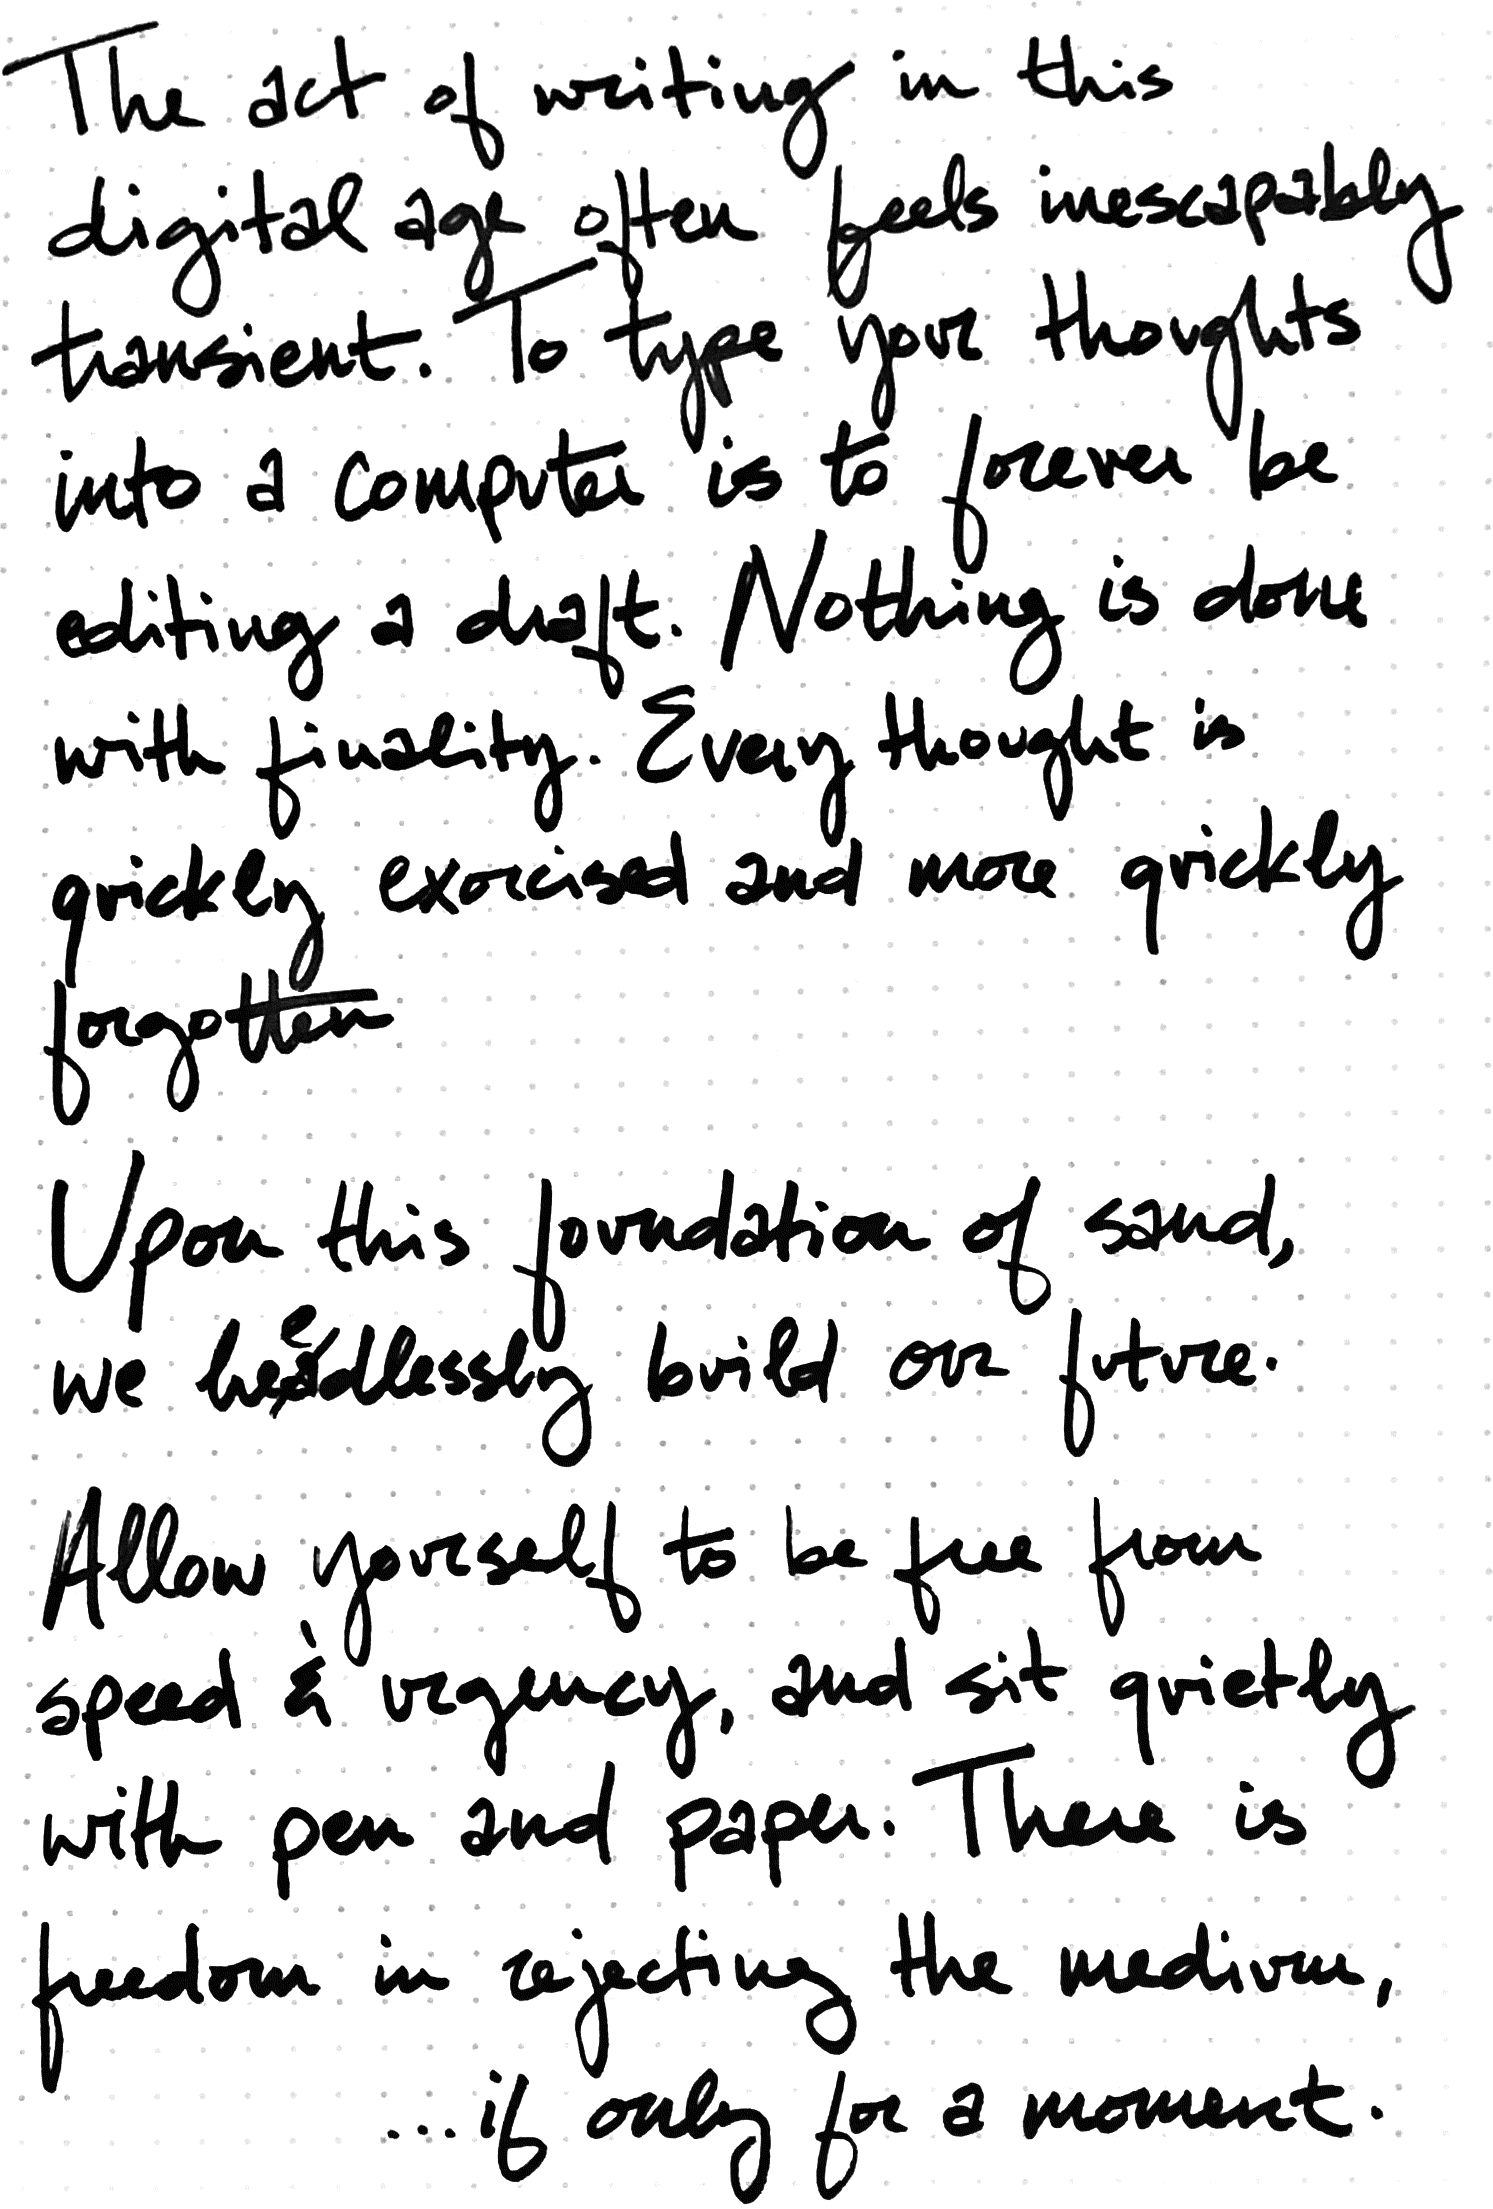 The act of writing in this
digital age often feels inescapably
transient. To type your thoughts
into a computer is to forever be
editing a draft. Nothing is done
with finality. Every thought is
quickly exorcised and more quickly
forgotten
Upon this foundation of sand,
we heedlessly build our future.
Allow yourself to be free from
speed & urgency, and sit quietly
with pen and paper. There is
freedom in rejecting the medium,
...if only for a moment.